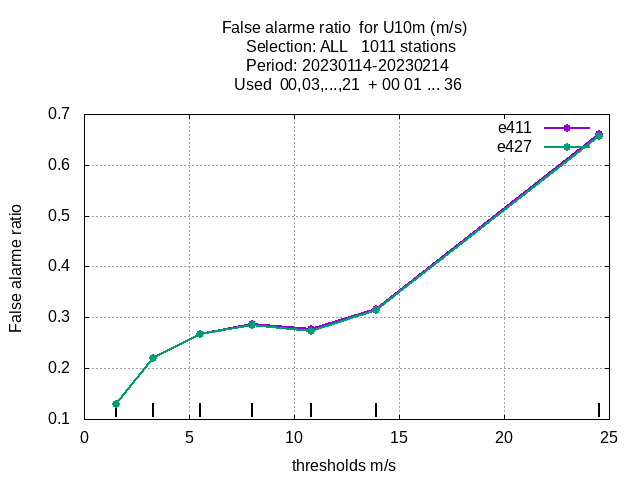 False alarme ratio  for U10m (m/s)
Selection: ALL   1011 stations
Period: 20230114-20230214
Used  00,03,...,21  + 00 01 ... 36
0.7
0.6
0.5
0.4
0.3
0.2
0.1
False alarme ratio
e411
e427
0 5 10 15 20 25
thresholds m/s